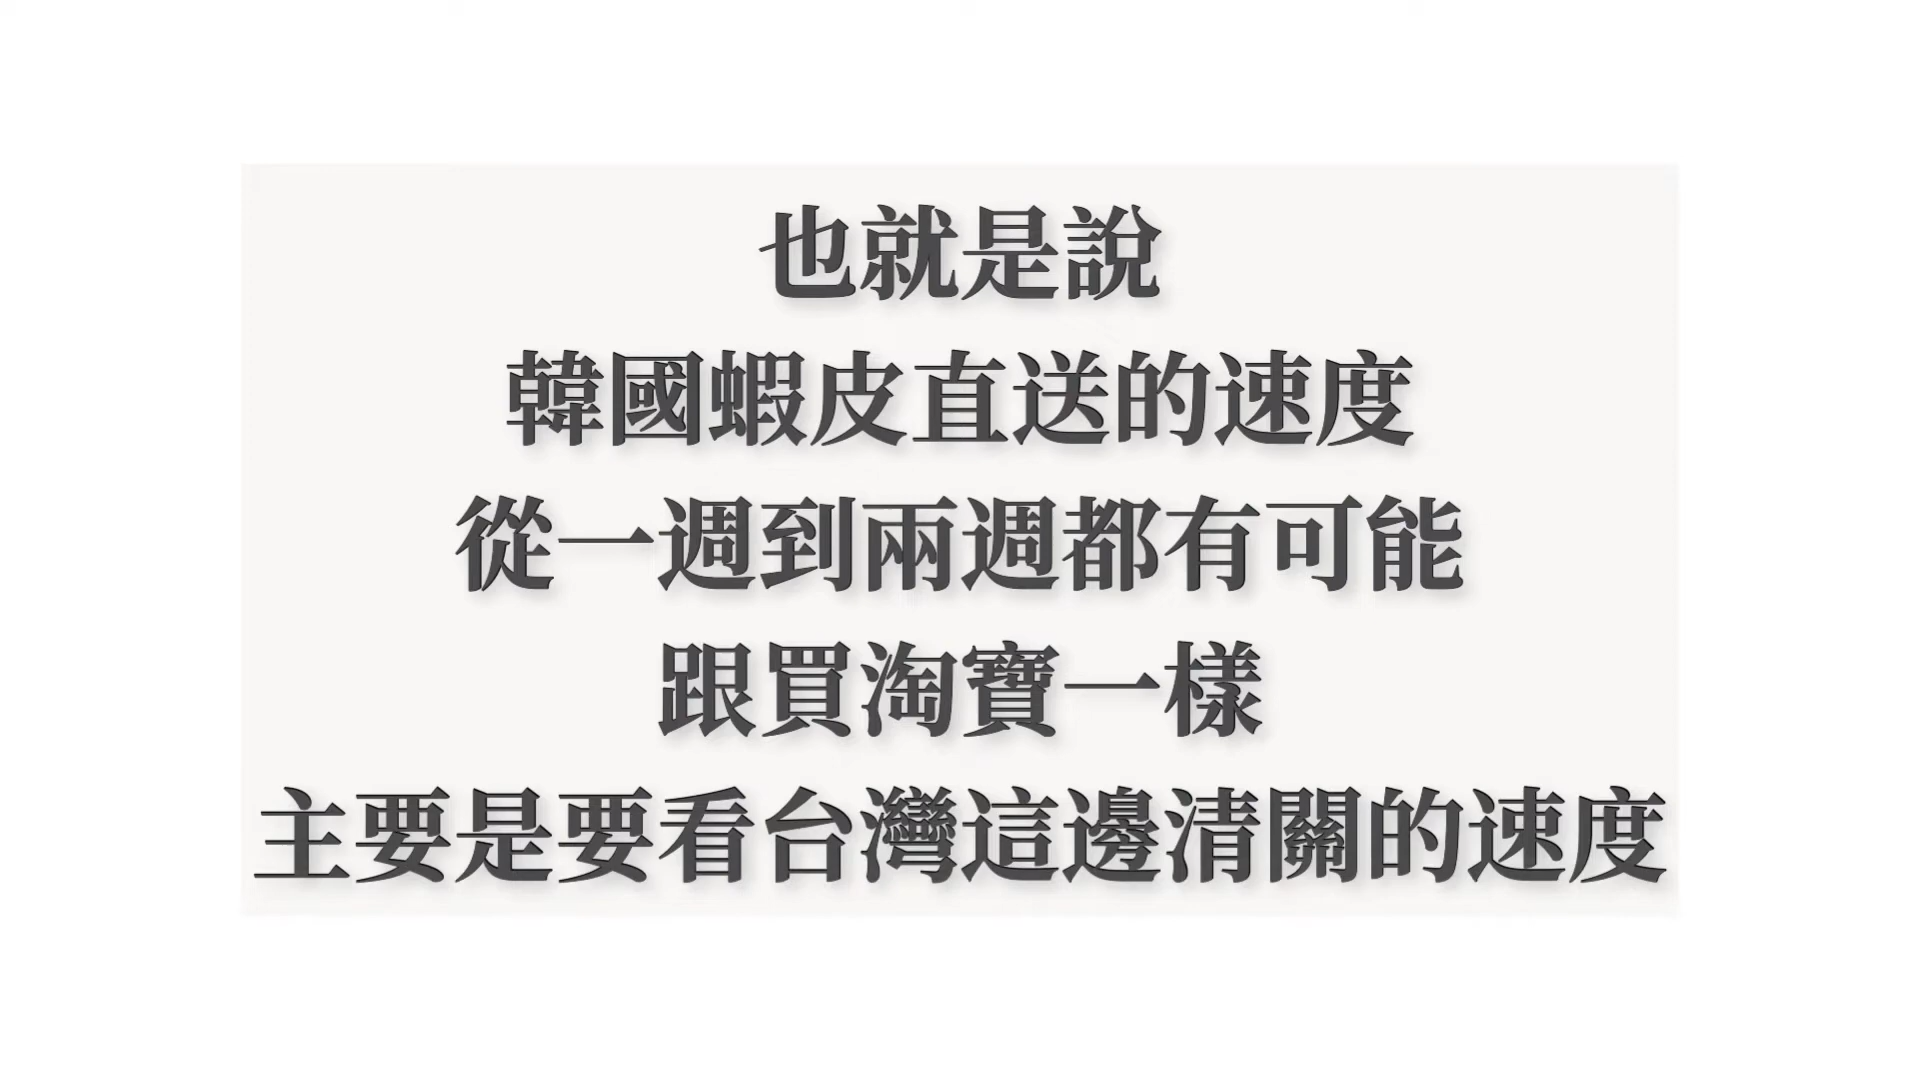 也就是說
韓國蝦皮直送的速度
從一週到兩週都有可能
跟買淘寶一樣
主要是要看台灣這邊清關的速度